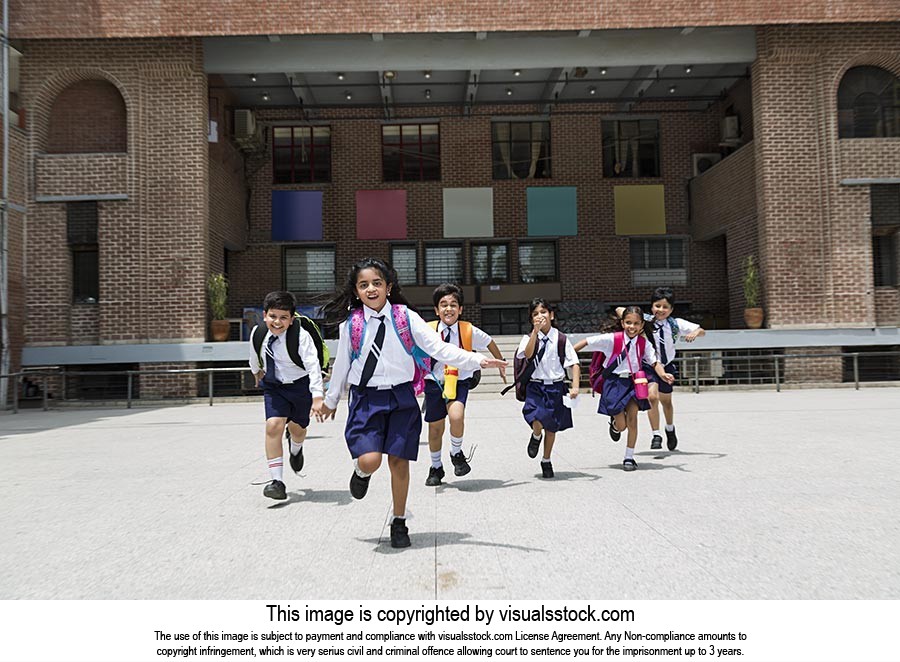 This image is copyrighted by visualsstock.com
The use of this image is subject to payment and compliance with visualsstock.com License Agreement. Any Non-compliance amounts to
copyright infringement, which is very serius civil and criminal offence allowing court to sentence you for the imprisonment up to 3 years.